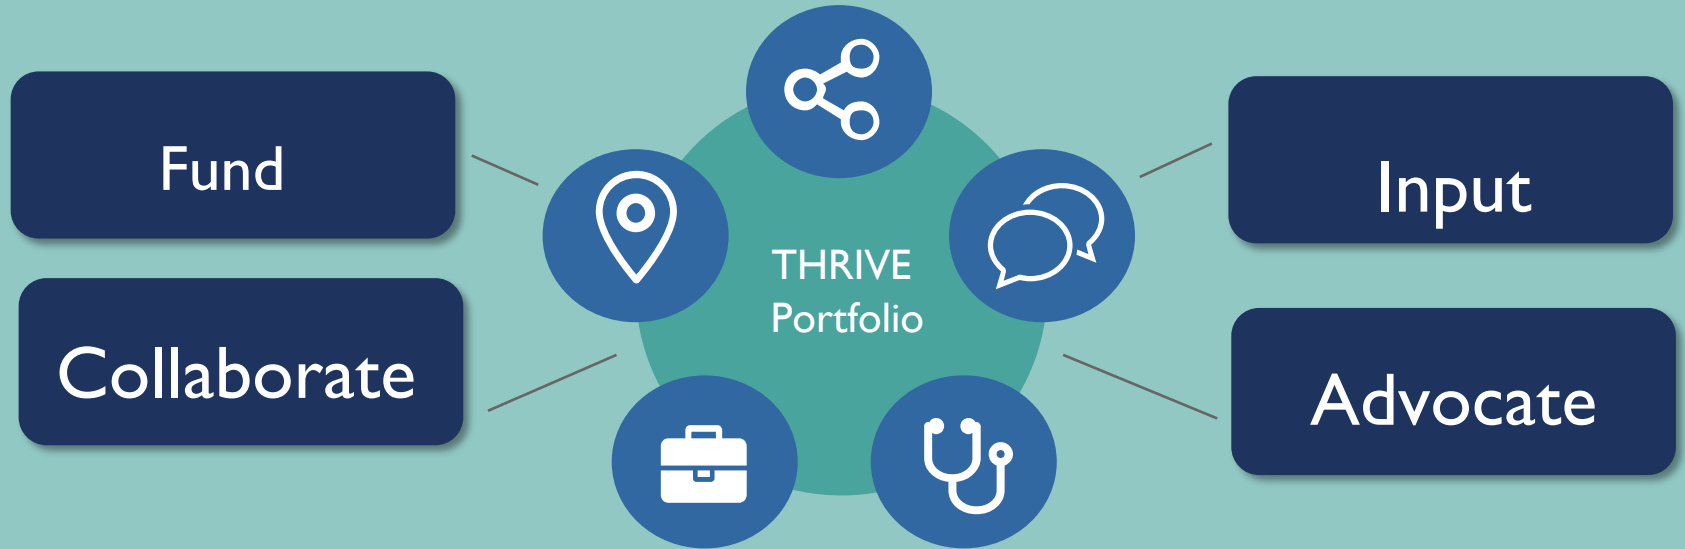 Fund
Collaborate
THRIVE
Portfolio
Input
Advocate